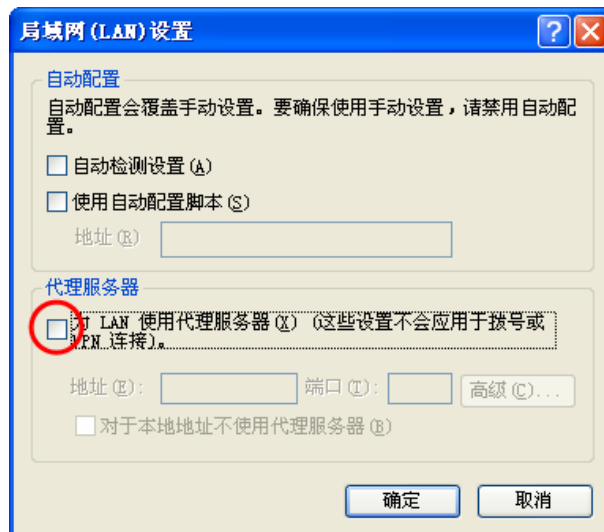 局域网(LAN)设置
自动配置
自动配置会覆盖手动设置。要确保使用手动设置，请禁用自动配
置。
自动检测设置(A)
使用自动配置脚本(S)
地址(R)
代理服务器
对 LAN 使用代理服务器(X) (这些设置不会应用于拨号或
VPN 连接)。
地址(E): 端口(T): 高级(C)...
对于本地地址不使用代理服务器(B)
确定 取消